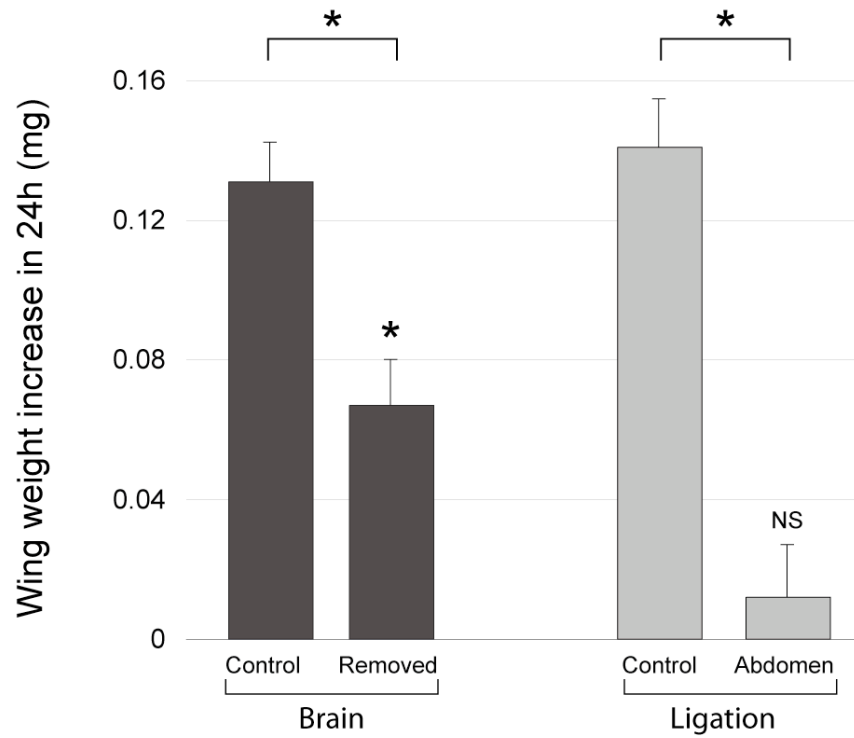 * *
0.16
0.12
*
0.08
0.04
NS
0
Wing weight increase in 24h (mg)
Control Removed Control Abdomen
Brain Ligation